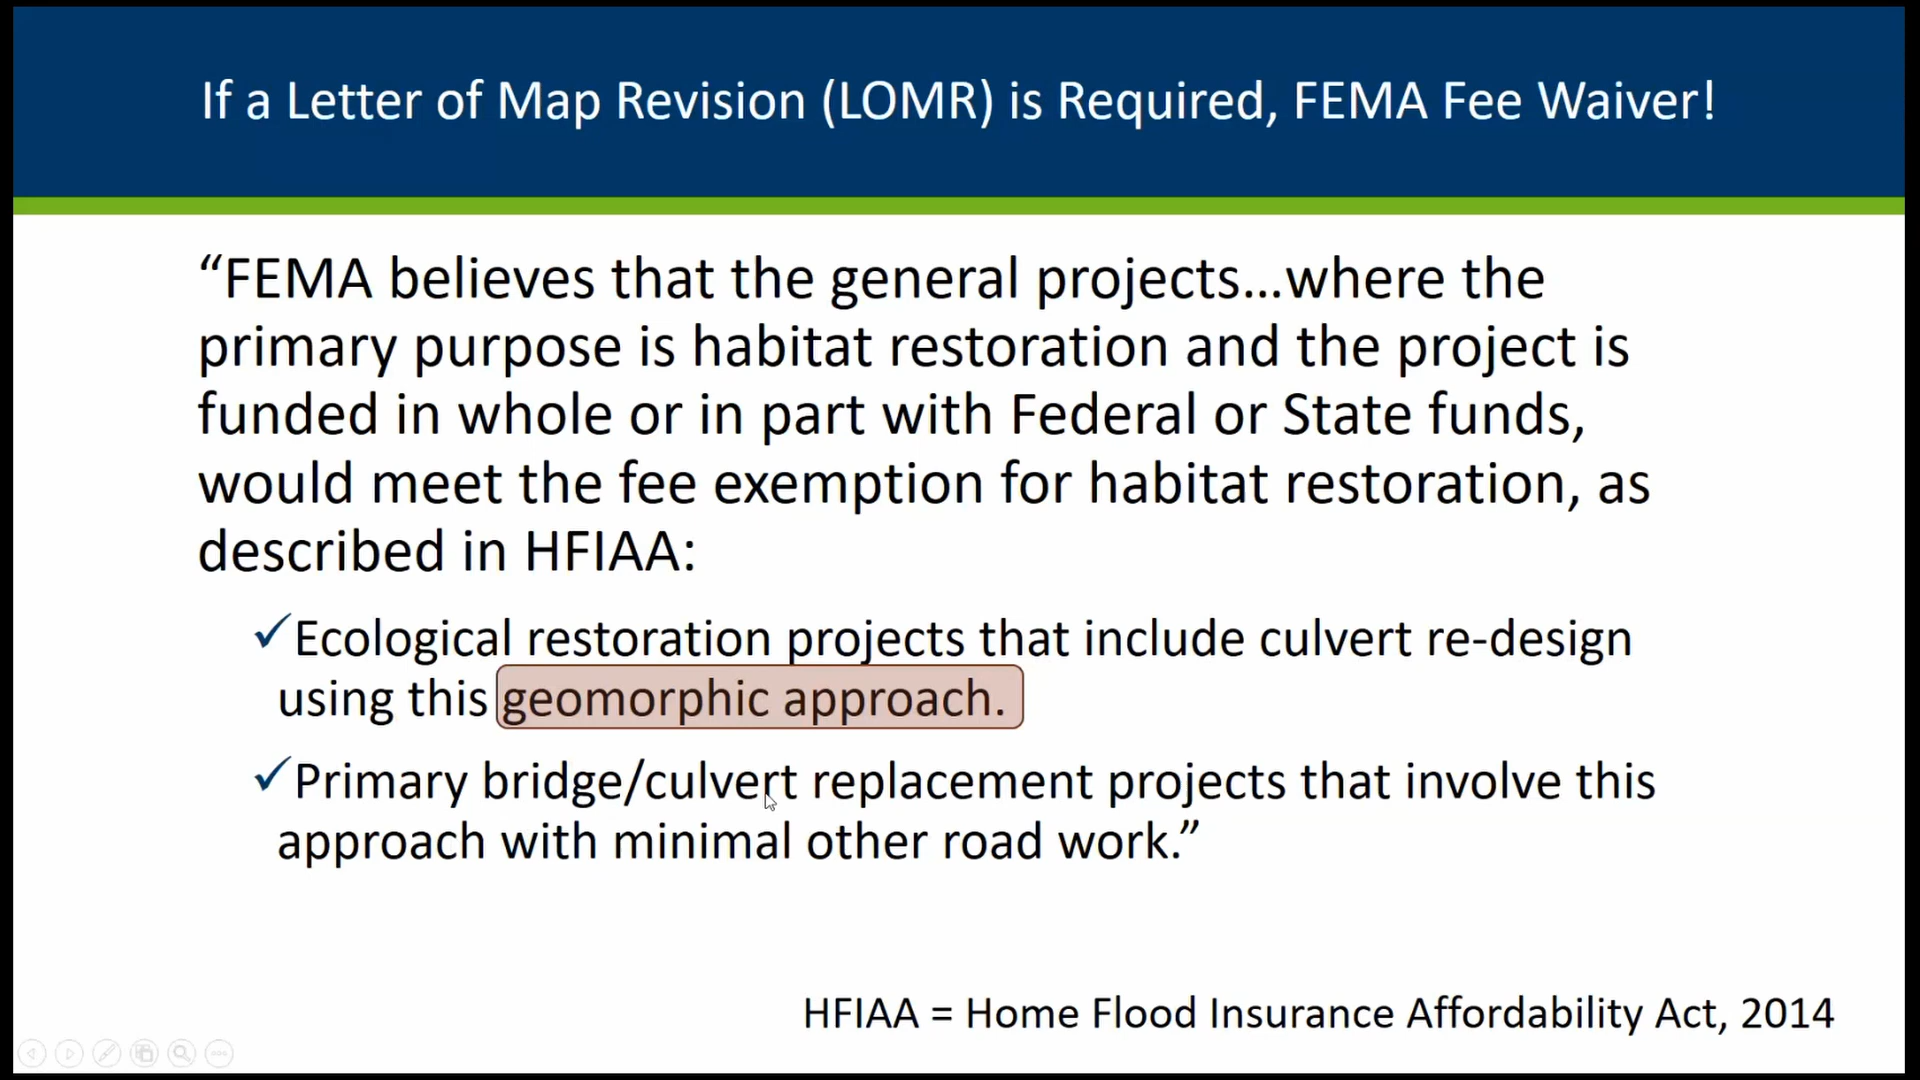 If a Letter of Map Revision (LOMR) is Required, FEMA Fee Waiver!
“FEMA believes that the general projects...where the
primary purpose is habitat restoration and the project is
funded in whole or in part with Federal or State funds,
would meet the fee exemption for habitat restoration, as
described in HFIAA:
✓Ecological restoration projects that include culvert re-design
using this geomorphic approach.
✓Primary bridge/culvert replacement projects that involve this
approach with minimal other road work.”
HFIAA = Home Flood Insurance Affordability Act, 2014